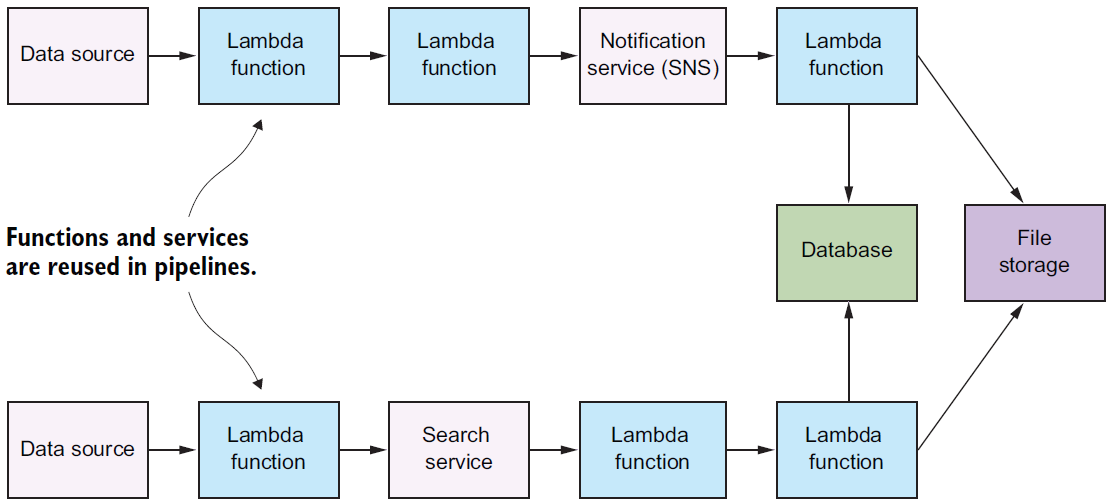 Data source
Lambda
function
Lambda
function
Notification
service (SNS)
Lambda
function
Functions and services
are reused in pipelines.
Database
File
storage
Data source
Lambda
function
Search
service
Lambda
function
Lambda
function